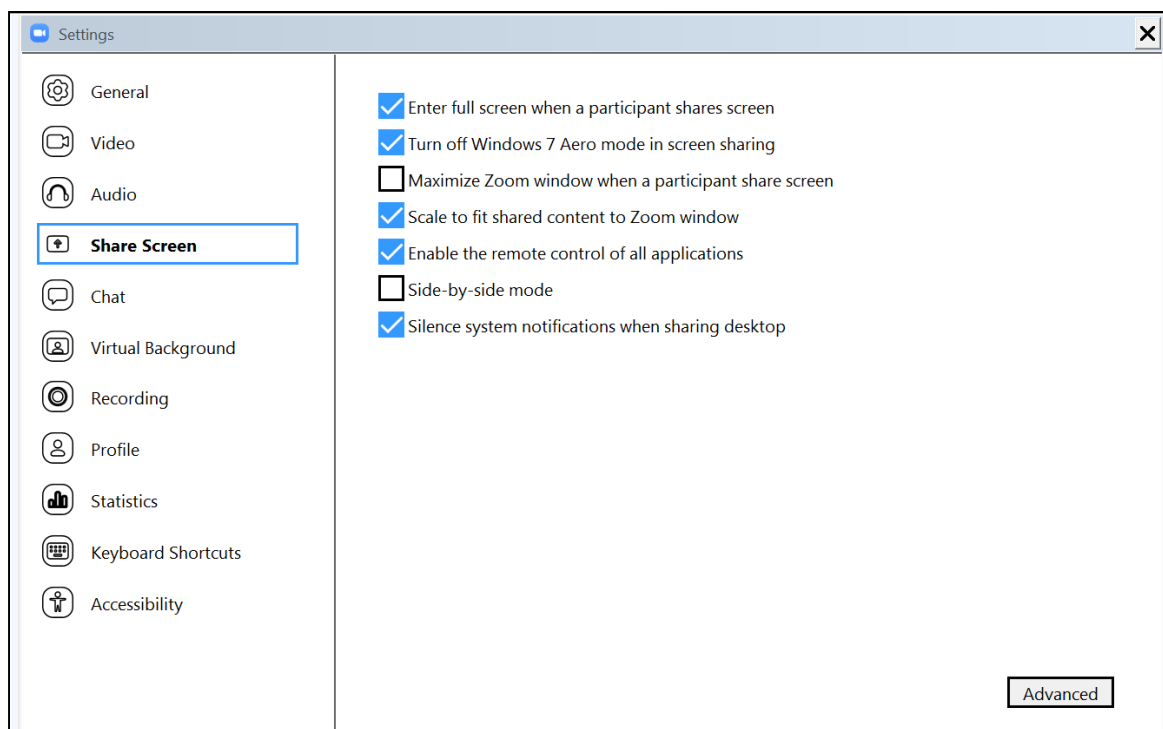 Settings
General
Video
Audio
Share Screen
Chat
Virtual Background
Recording
Profile
Statistics
Keyboard Shortcuts
Accessibility
Enter full screen when a participant shares screen
Turn off Windows 7 Aero mode in screen sharing
Maximize Zoom window when a participant share screen
Scale to fit shared content to Zoom window
Enable the remote control of all applications
Side-by-side mode
Silence system notifications when sharing desktop
Advanced